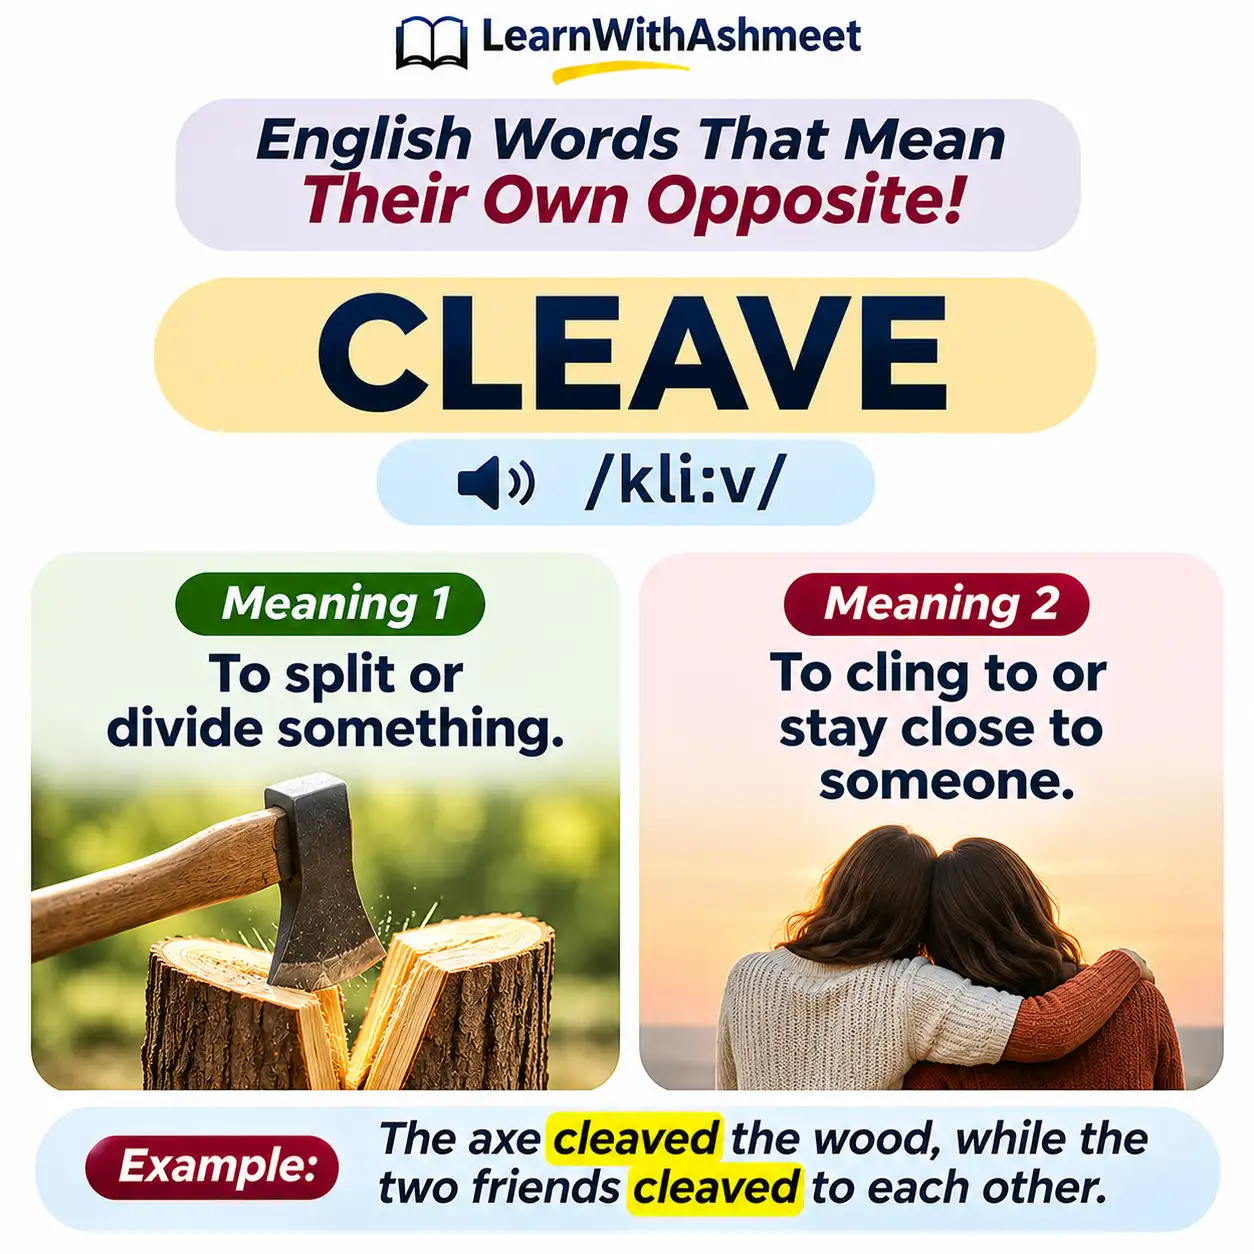 LearnWithAshmeet
English Words That Mean
Their Own Opposite!
CLEAVE
/kli:v/
Meaning 1
To split or
divide something.
Meaning 2
To cling to or
stay close to
someone.
Example:
The axe cleaved the wood, while the
two friends cleaved to each other.